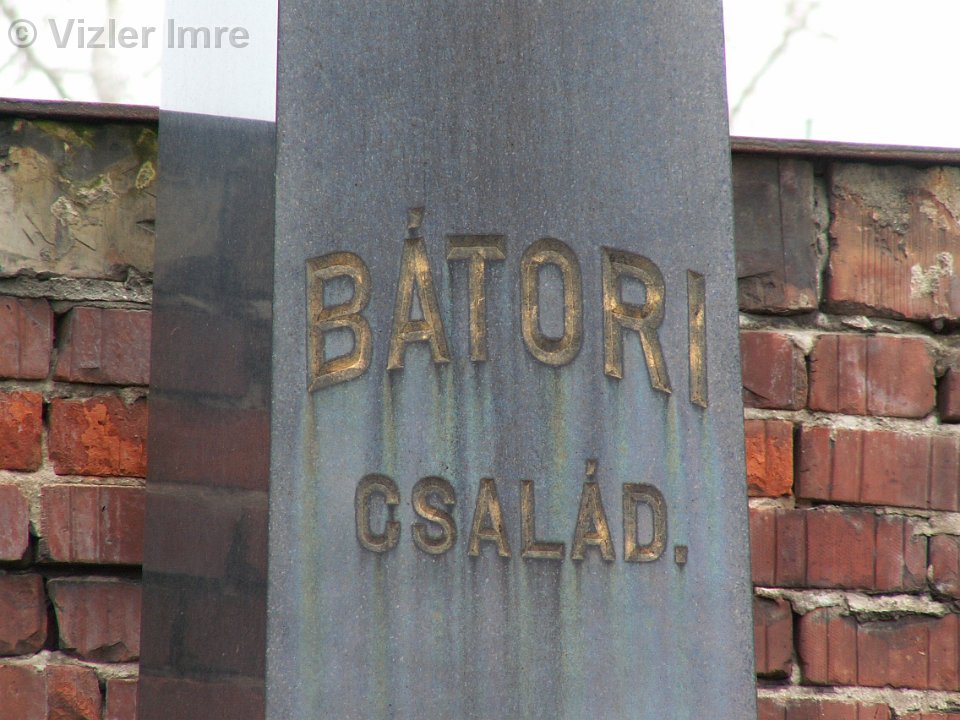 © Vizler Imre
BÁTORI
CSALÁD.